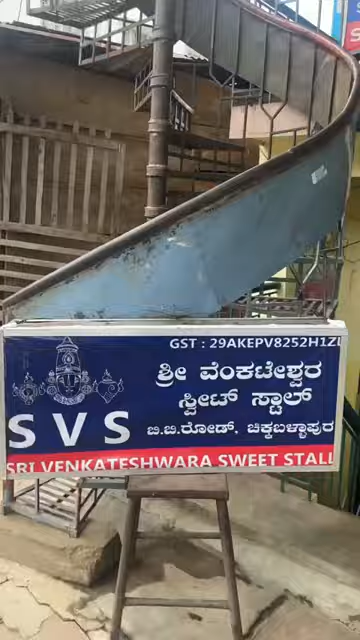 GST : 29AKEPV8252H1ZL
ಶ್ರೀ ವೆಂಕಟೇಶ್ವರ
ಸ್ವೀಟ್ ಸ್ಟಾಲ್
SVS
ಬಿ.ಬಿ.ರೋಡ್, ಚಿಕ್ಕಬಳ್ಳಾಪುರ
SRI VENKATESHWARA SWEET STALL